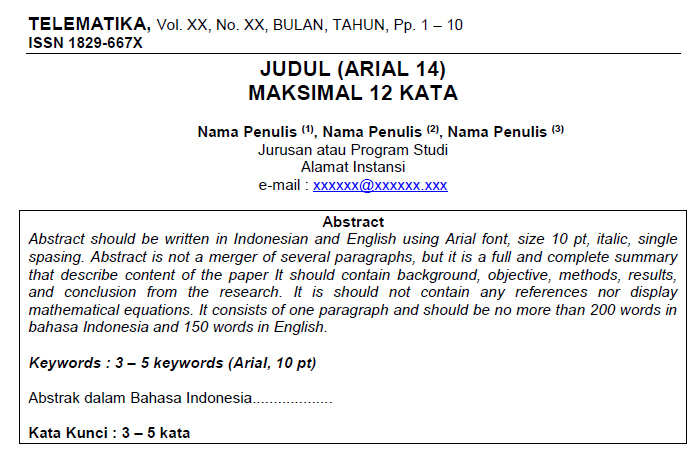 TELEMATIKA, Vol. XX, No. XX, BULAN, TAHUN, Pp. 1 – 10
ISSN 1829-667X
JUDUL (ARIAL 14)
MAKSIMAL 12 KATA
Nama Penulis (1), Nama Penulis (2), Nama Penulis (3)
Jurusan atau Program Studi
Alamat Instansi
e-mail : xxxxxx@xxxxxx.xxx
Abstract
Abstract should be written in Indonesian and English using Arial font, size 10 pt, italic, single
spasing. Abstract is not a merger of several paragraphs, but it is a full and complete summary
that describe content of the paper It should contain background, objective, methods, results,
and conclusion from the research. It is should not contain any references nor display
mathematical equations. It consists of one paragraph and should be no more than 200 words in
bahasa Indonesia and 150 words in English.
Keywords : 3 – 5 keywords (Arial, 10 pt)
Abstrak dalam Bahasa Indonesia...................
Kata Kunci : 3 – 5 kata